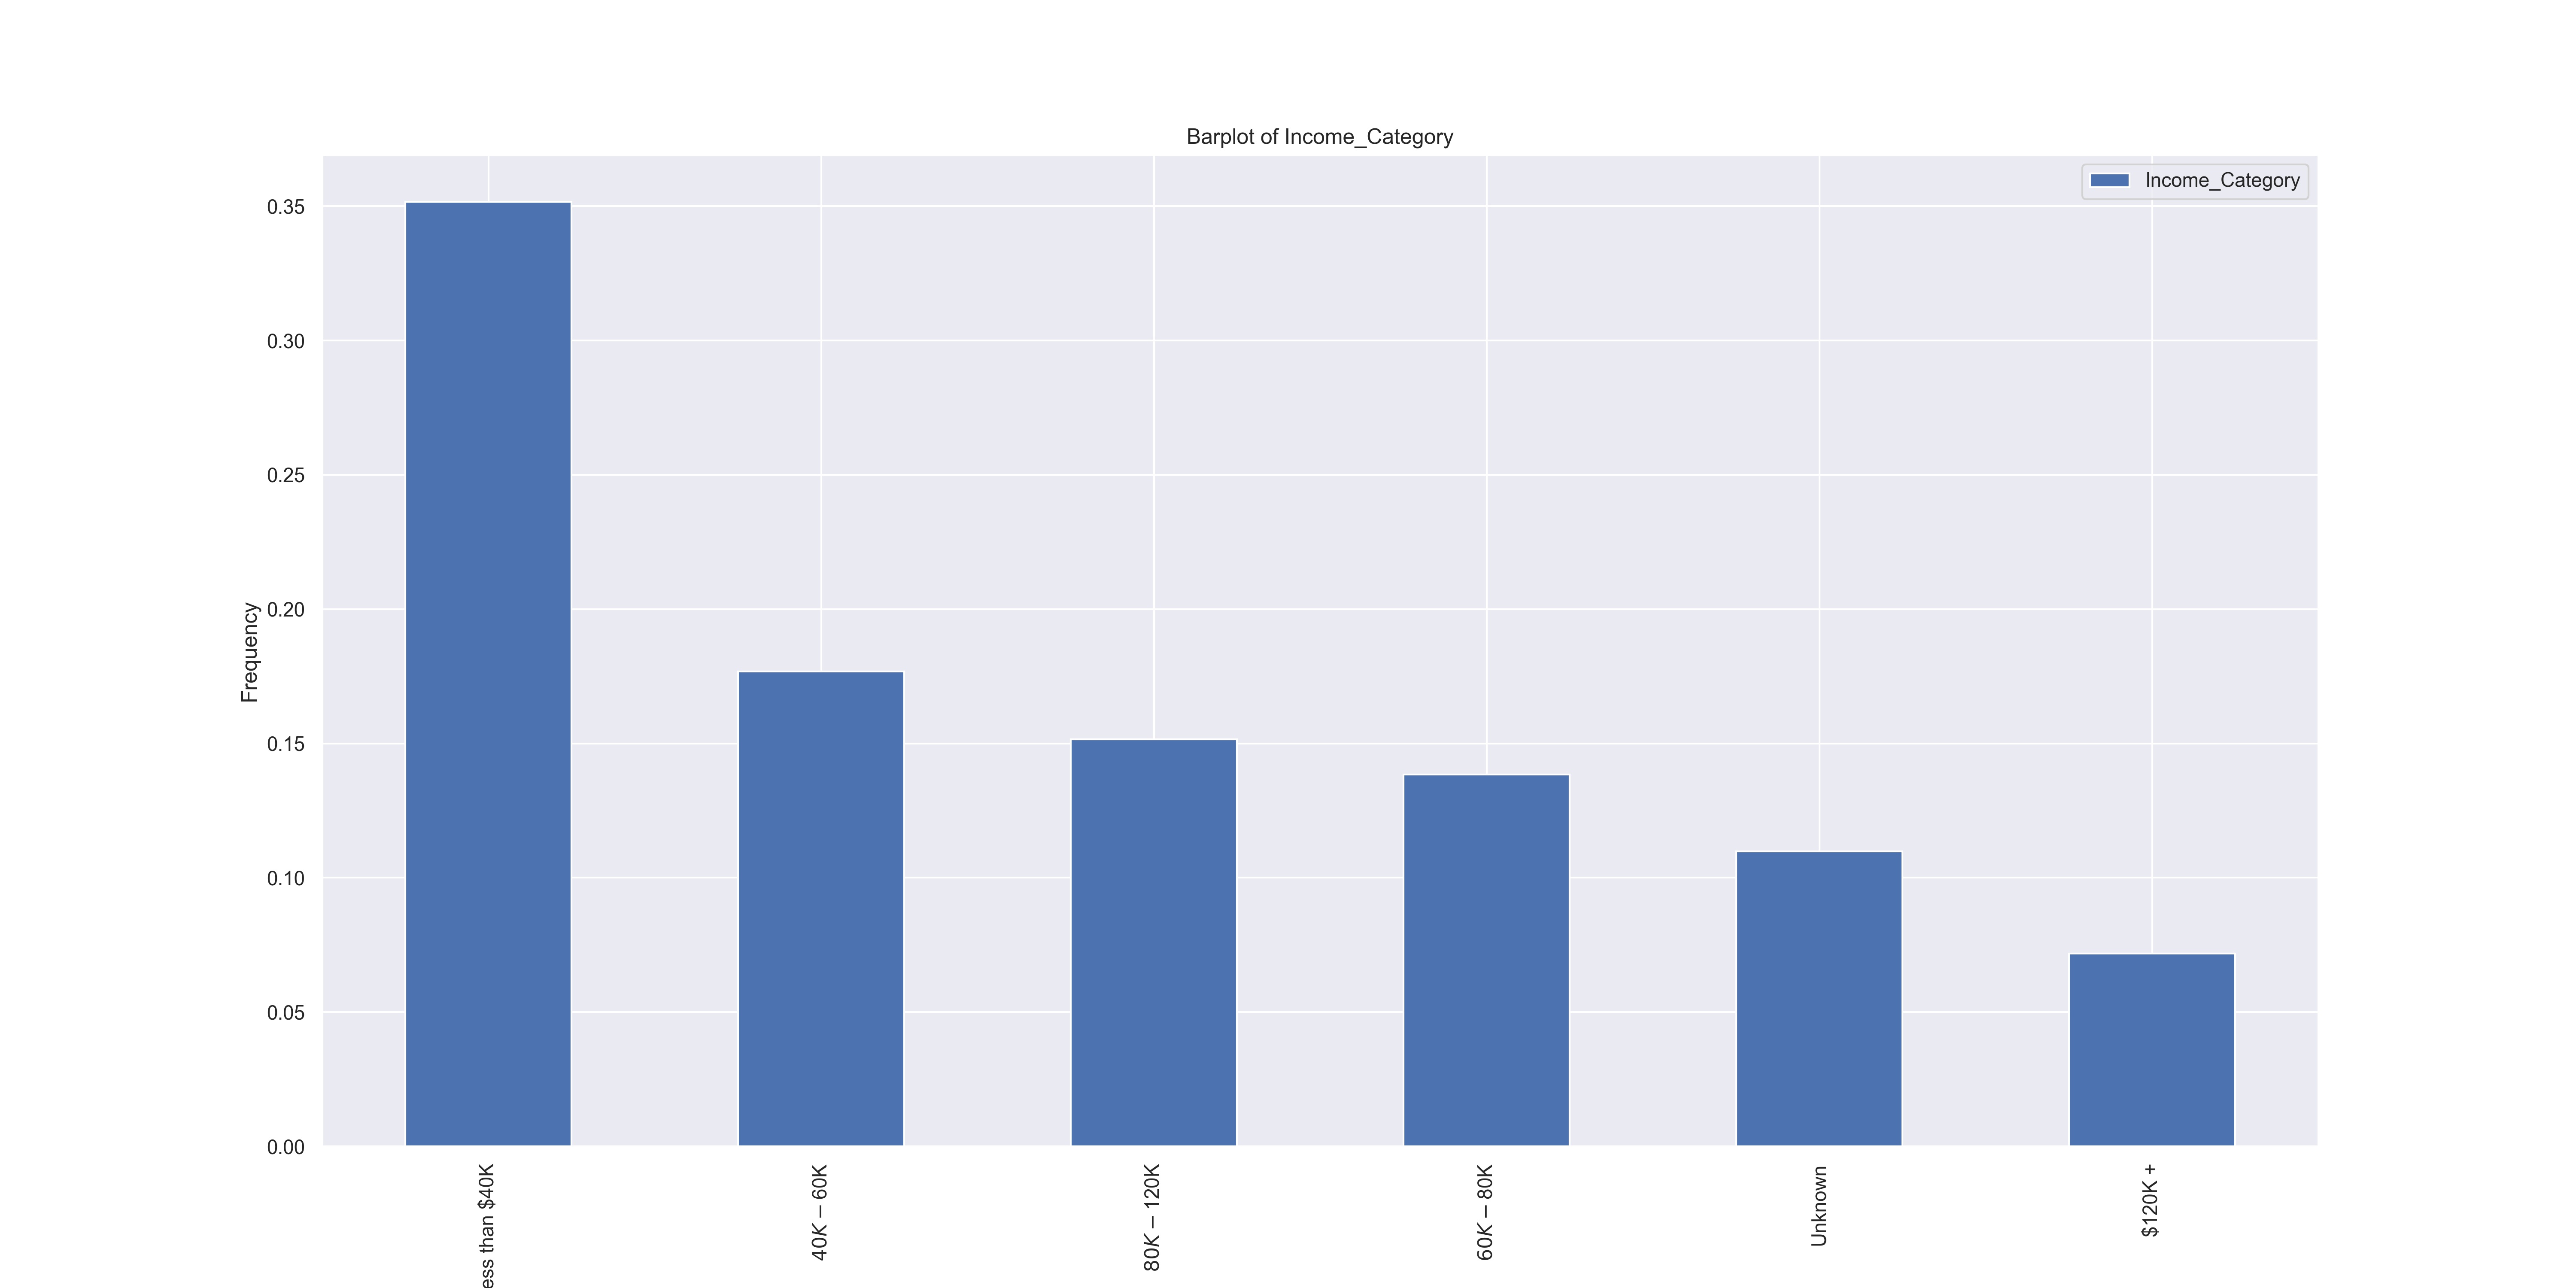 Barplot of Income_Category
Income_Category
Frequency
0.35
0.30
0.25
0.20
0.15
0.10
0.05
0.00
ess than $40K
40K – 60K
80K – 120K
60K – 80K
Unknown
$120K +